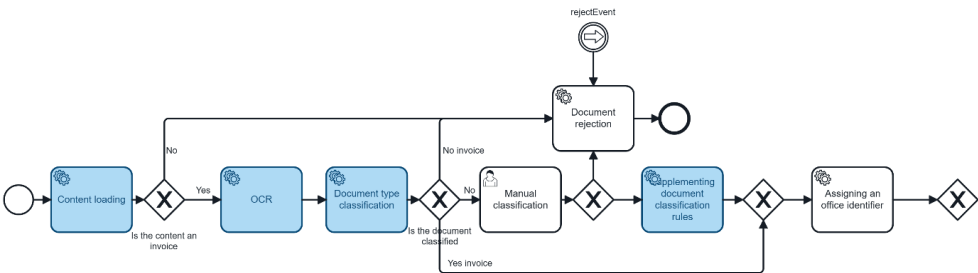 rejectEvent
Document
rejection
No
No invoice
Content loading
Yes
OCR
Document type
classification
No
Manual
classification
Supplementing
document
classification
rules
Assigning an
office identifier
Is the content an
invoice
Is the document
classified
Yes invoice